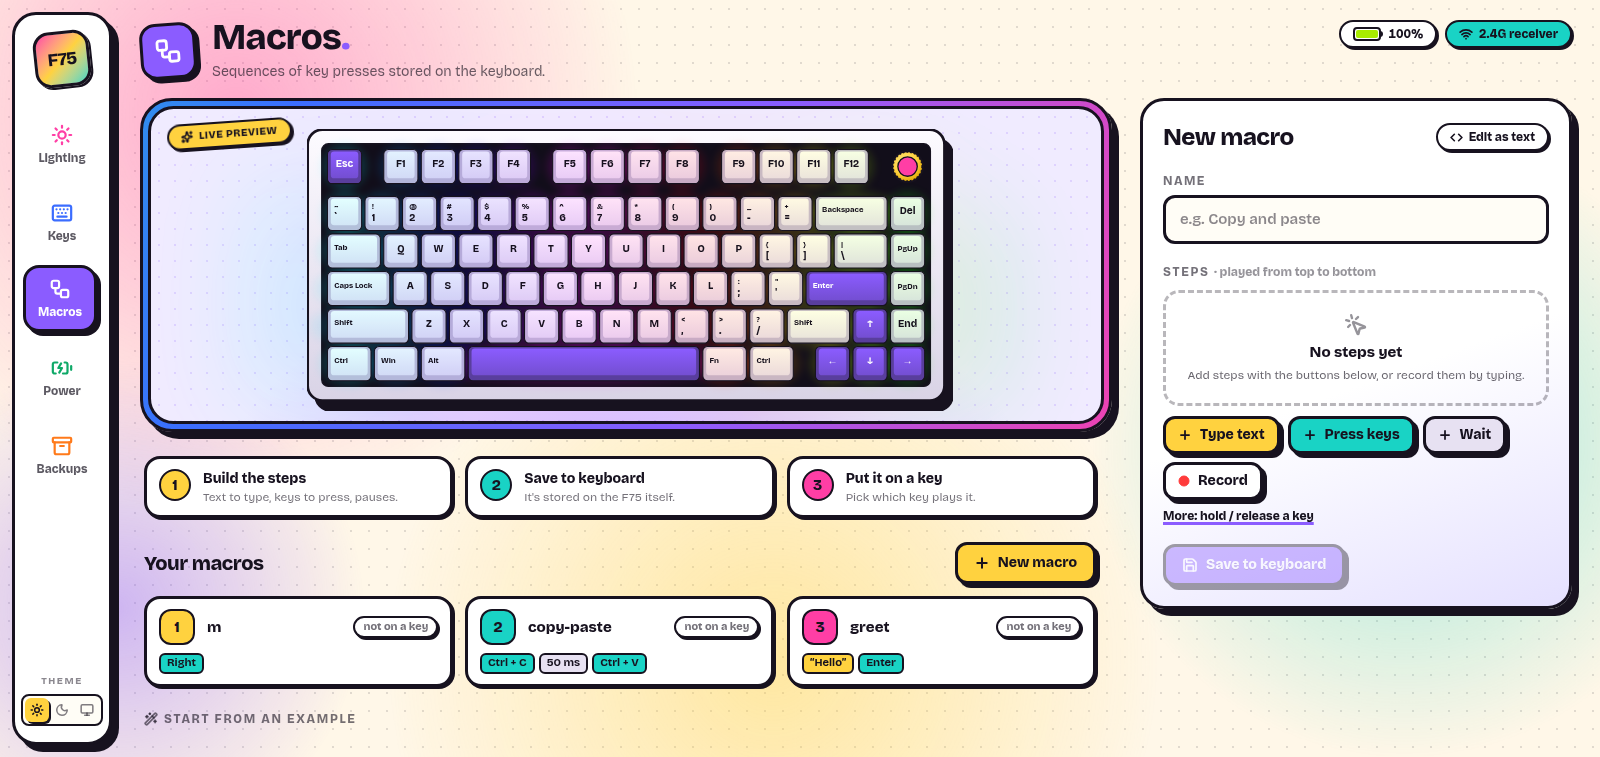 F75
Macros.
Sequences of key presses stored on the keyboard.
100%
2.4G receiver
Lighting
Keys
Macros
Power
Backups
THEME
LIVE PREVIEW
Esc F1 F2 F3 F4 F5 F6 F7 F8 F9 F10 F11 F12
~ ! @ # $ % ^ & * ( ) _ +
` 1 2 3 4 5 6 7 8 9 0 - = Backspace Del
Tab Q W E R T Y U I O P { [ } ] | \ PgUp
Caps Lock A S D F G H J K L : ; " ' Enter PgDn
Shift Z X C V B N M < , > . ? / Shift ↑ End
Ctrl Win Alt Fn Ctrl ← ↓ →
1 Build the steps
Text to type, keys to press, pauses.
2 Save to keyboard
It's stored on the F75 itself.
3 Put it on a key
Pick which key plays it.
Your macros
+ New macro
1 m not on a key
Right
2 copy-paste not on a key
Ctrl + C 50 ms Ctrl + V
3 greet not on a key
"Hello" Enter
START FROM AN EXAMPLE
New macro
<> Edit as text
NAME
e.g. Copy and paste
STEPS · played from top to bottom
No steps yet
Add steps with the buttons below, or record them by typing.
+ Type text
+ Press keys
+ Wait
Record
More: hold / release a key
Save to keyboard